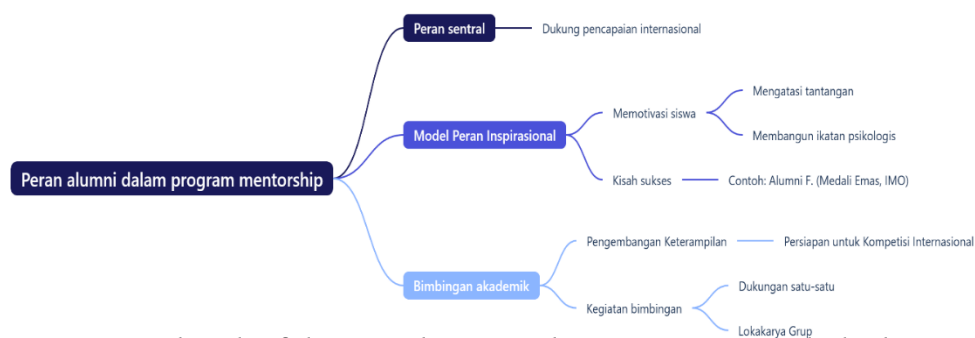 Peran sentral
Dukung pencapaian internasional
Mengatasi tantangan
Memotivasi siswa
Model Peran Inspirasional
Membangun ikatan psikologis
Peran alumni dalam program mentorship
Kisah sukses
Contoh: Alumni F. (Medali Emas, IMO)
Pengembangan Keterampilan
Persiapan untuk Kompetisi Internasional
Bimbingan akademik
Dukungan satu-satu
Kegiatan bimbingan
Lokakarya Grup